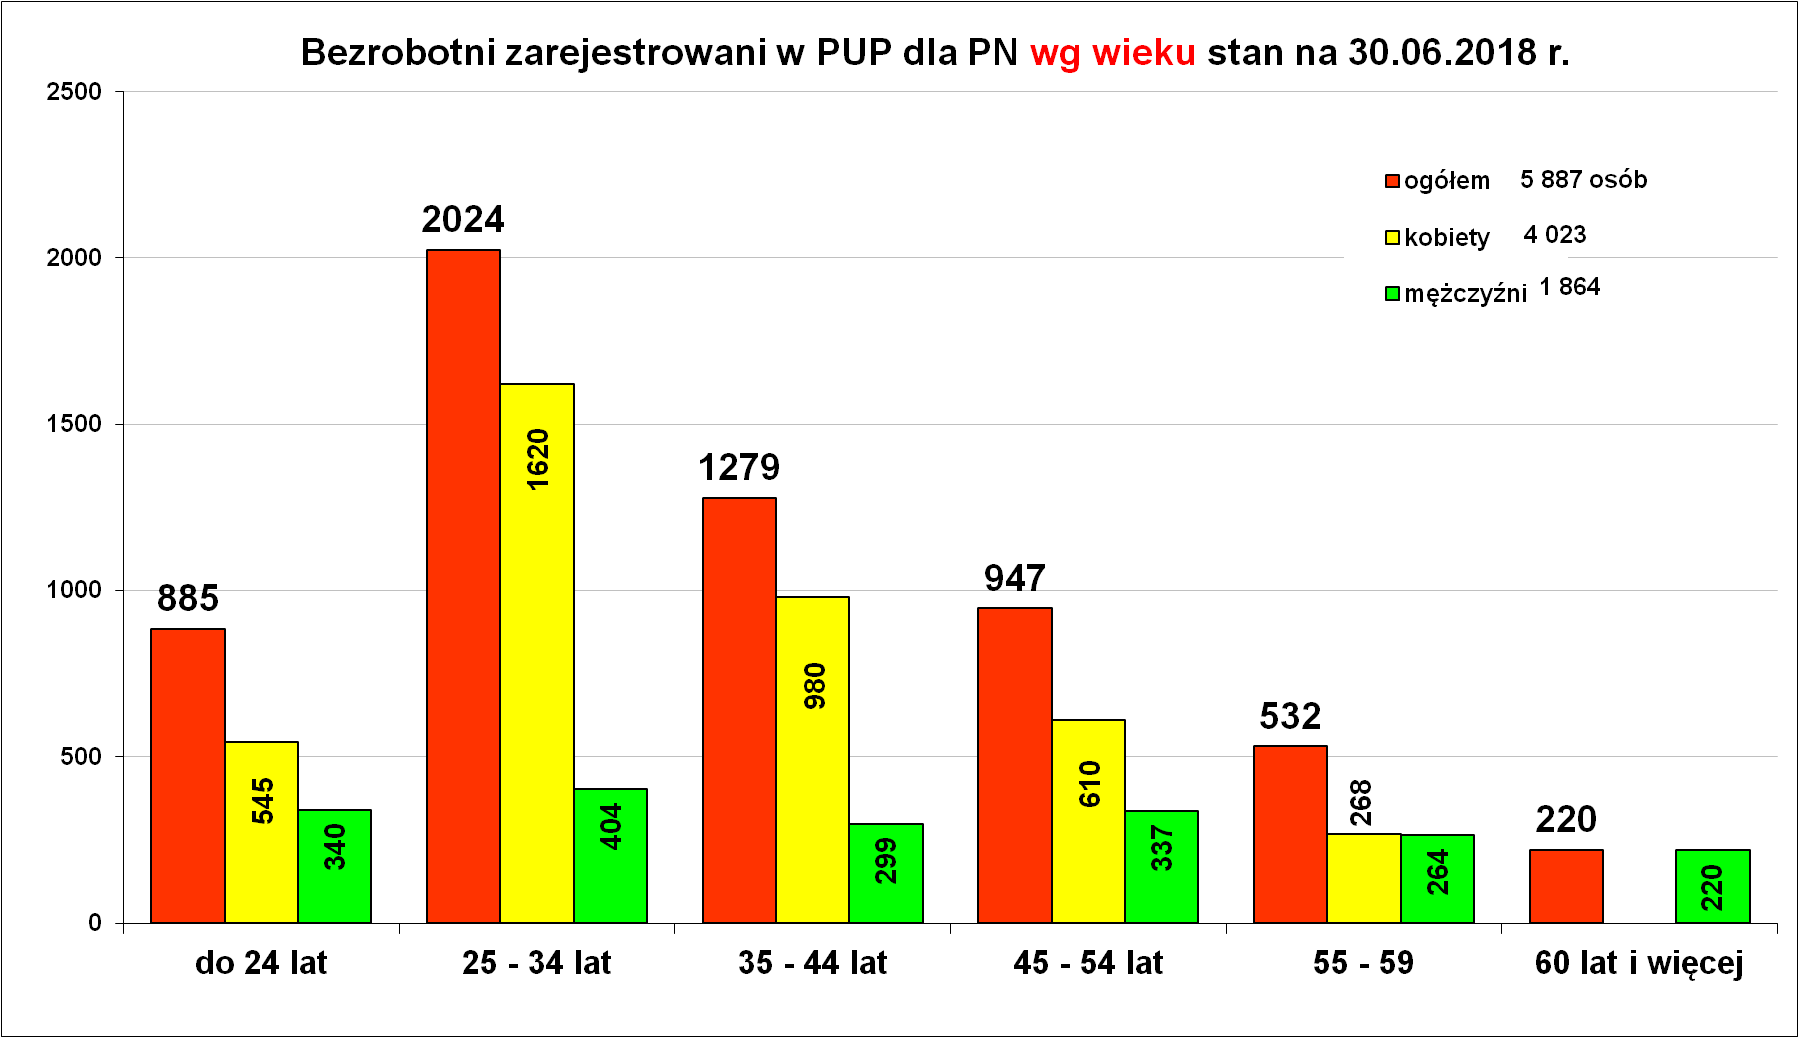 Bezrobotni zarejestrowani w PUP dla PN wg wieku stan na 30.06.2018 r.
2500
2000
1500
1000
500
0
ogółem 5 887 osób
kobiety 4 023
mężczyźni 1 864
885
545
340
2024
1620
404
1279
980
299
947
610
337
532
268
264
220
220
do 24 lat
25 - 34 lat
35 - 44 lat
45 - 54 lat
55 - 59
60 lat i więcej